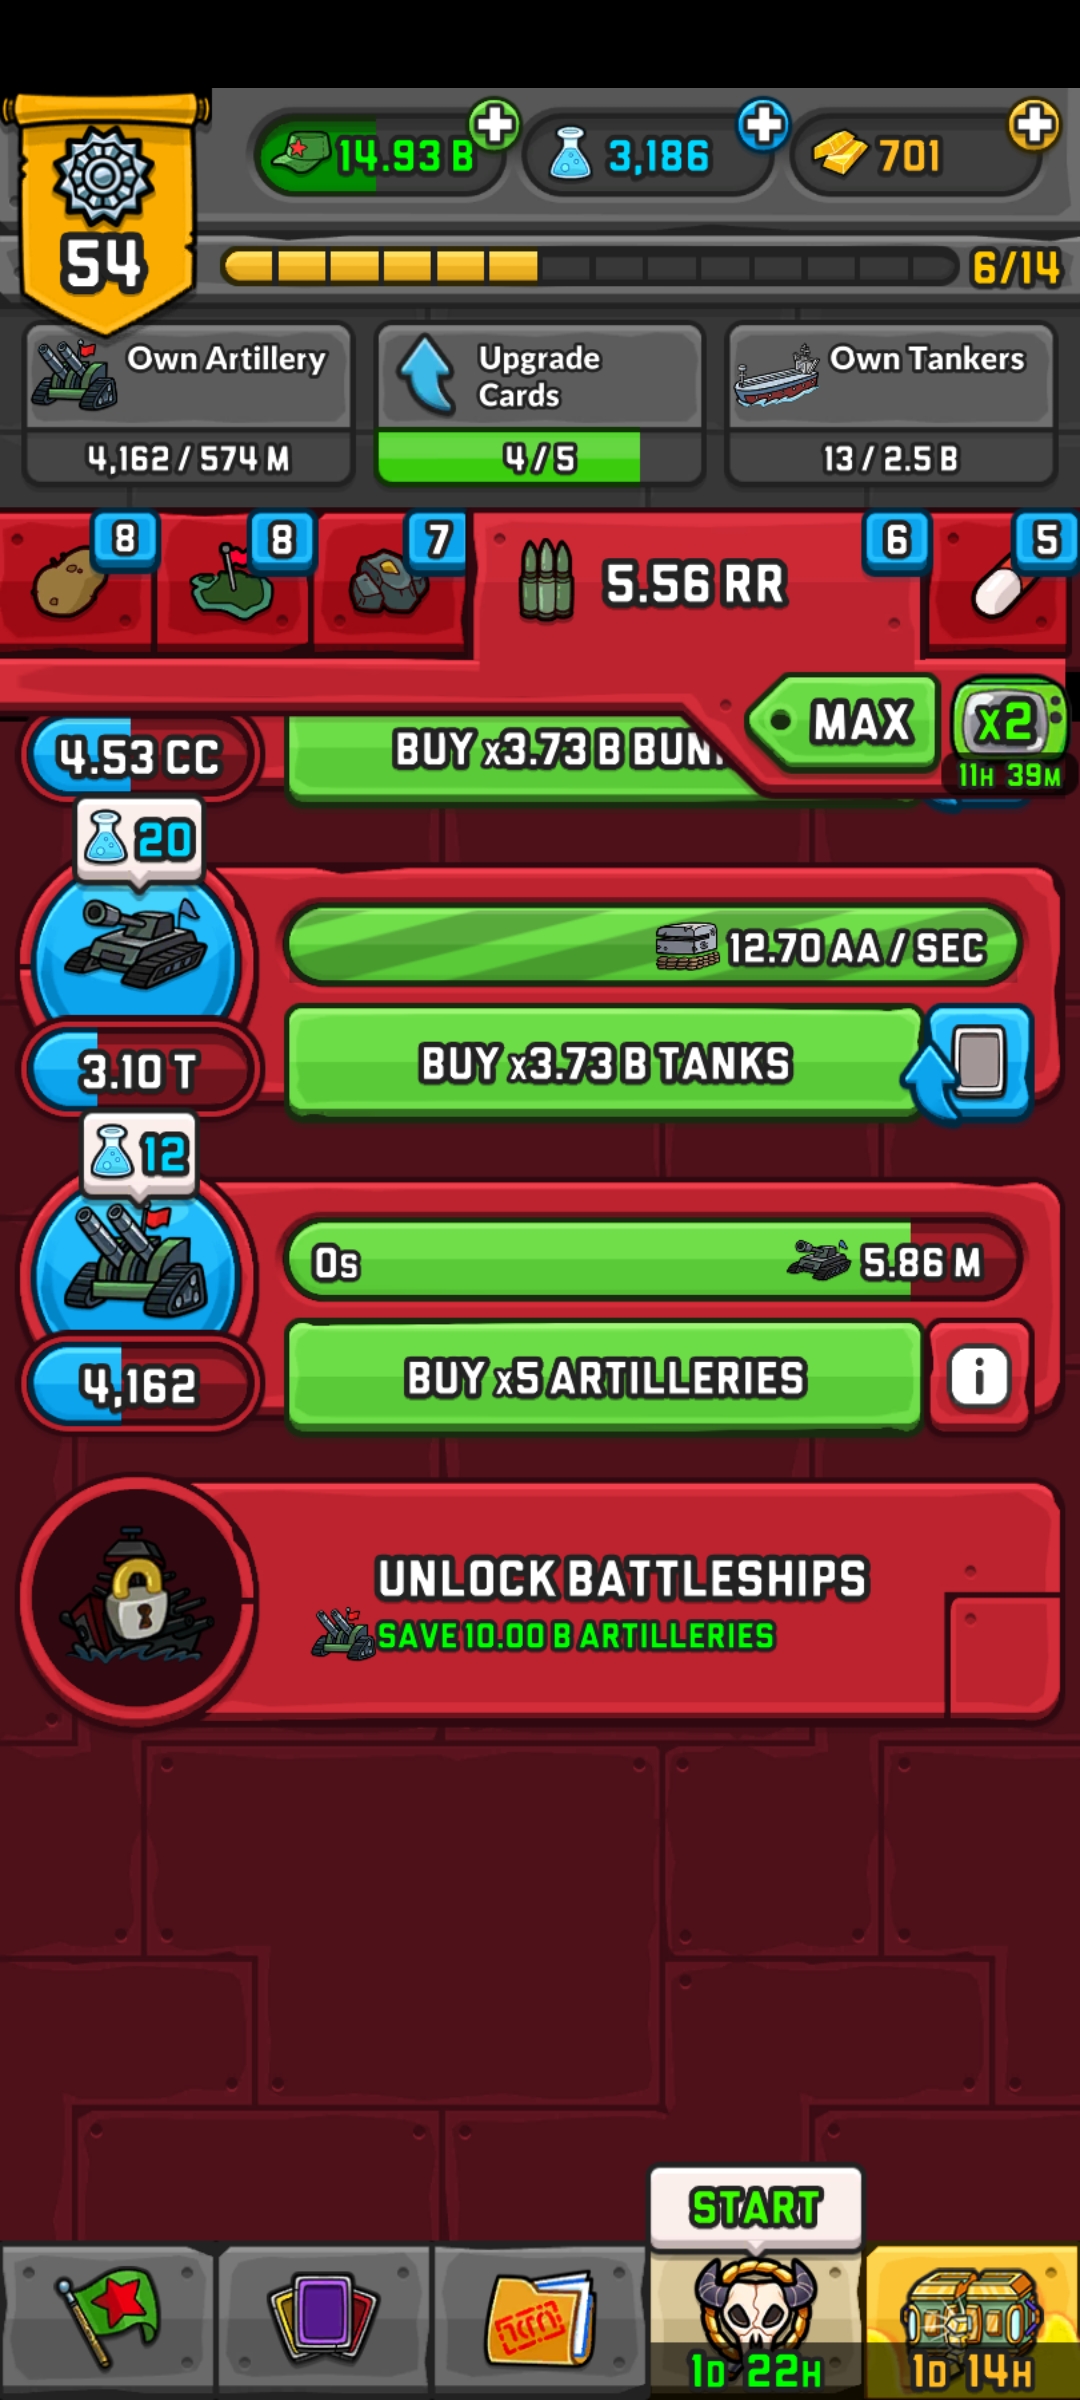 14.93 B
3,186
701
54
6/14
Own Artillery
4,162 / 574 M
Upgrade
Cards
4 / 5
Own Tankers
13 / 2.5 B
8
8
7
5.56 RR
6
5
MAX
x2
11H 39M
4.53 CC
BUY x3.73 B BUN
20
12.70 AA / SEC
3.10 T
BUY x3.73 B TANKS
12
0s
5.86 M
4,162
BUY x5 ARTILLERIES
i
UNLOCK BATTLESHIPS
SAVE 10.00 B ARTILLERIES
START
1D 22H
1D 14H